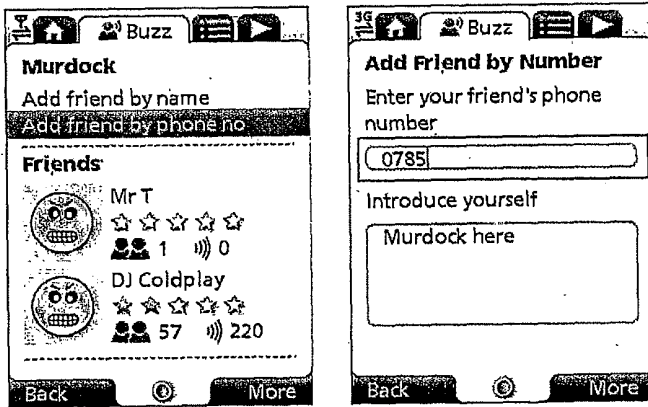 Buzz
Murdock
Add friend by name
Add friend by phone no
Friends
Mr T
1 0
DJ Coldplay
57 220
Back More
3G
Buzz
Add Friend by Number
Enter your friend's phone
number
0785
Introduce yourself
Murdock here
Back More